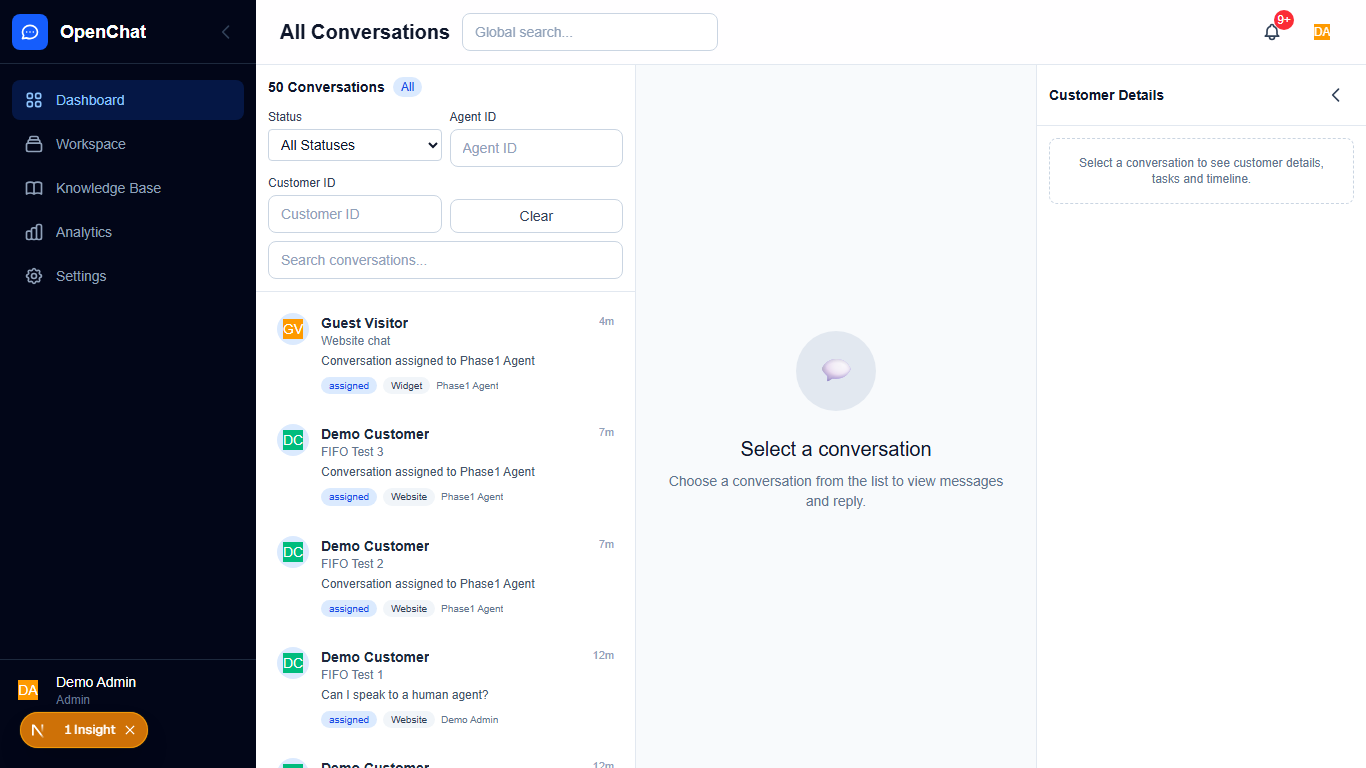 OpenChat
Dashboard
Workspace
Knowledge Base
Analytics
Settings
DA
Demo Admin
Admin
N
1 Insight
All Conversations
Global search...
9+
DA
50 Conversations
All
Status
Agent ID
All Statuses
Agent ID
Customer ID
Customer ID
Clear
Search conversations...
GV
Guest Visitor
4m
Website chat
Conversation assigned to Phase1 Agent
assigned
Widget
Phase1 Agent
DC
Demo Customer
7m
FIFO Test 3
Conversation assigned to Phase1 Agent
assigned
Website
Phase1 Agent
DC
Demo Customer
7m
FIFO Test 2
Conversation assigned to Phase1 Agent
assigned
Website
Phase1 Agent
DC
Demo Customer
12m
FIFO Test 1
Can I speak to a human agent?
assigned
Website
Demo Admin
Demo Customer
12m
Select a conversation
Choose a conversation from the list to view messages
and reply.
Customer Details
Select a conversation to see customer details,
tasks and timeline.